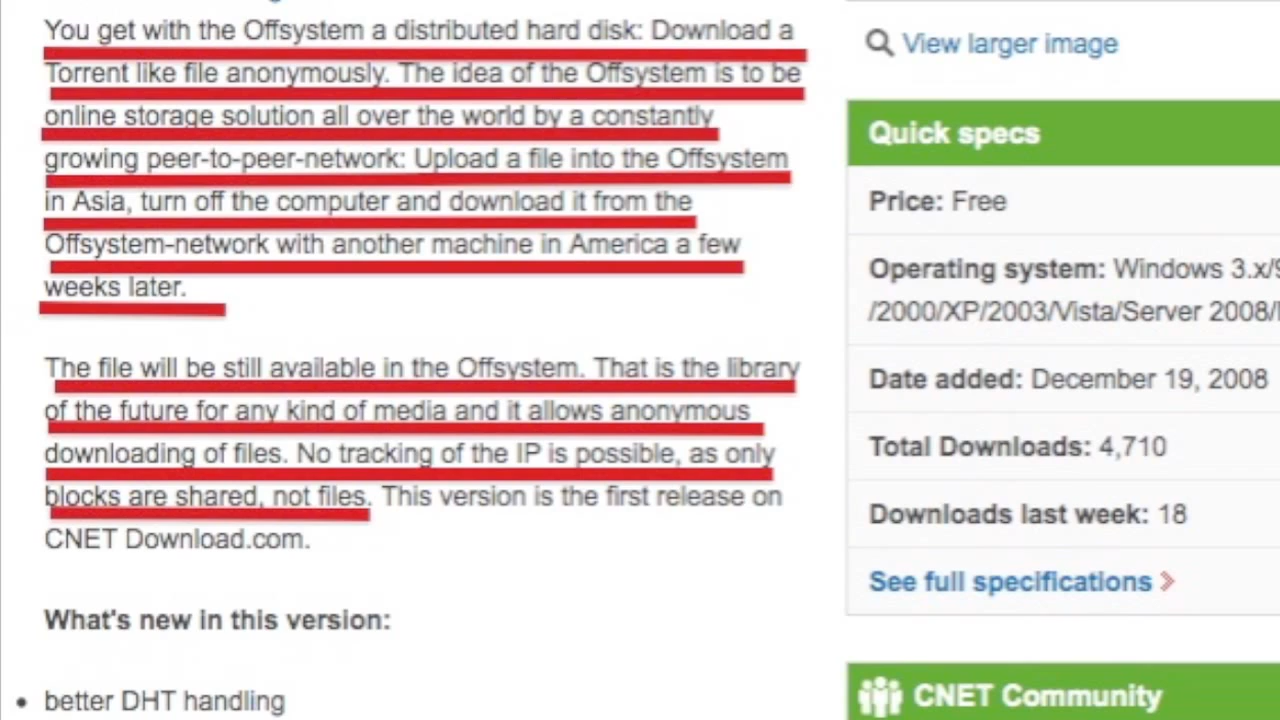 You get with the Offsystem a distributed hard disk: Download a
Torrent like file anonymously. The idea of the Offsystem is to be
online storage solution all over the world by a constantly
growing peer-to-peer-network: Upload a file into the Offsystem
in Asia, turn off the computer and download it from the
Offsystem-network with another machine in America a few
weeks later.
The file will be still available in the Offsystem. That is the library
of the future for any kind of media and it allows anonymous
downloading of files. No tracking of the IP is possible, as only
blocks are shared, not files. This version is the first release on
CNET Download.com.
What's new in this version:
• better DHT handling
View larger image
Quick specs
Price: Free
Operating system: Windows 3.x/9
/2000/XP/2003/Vista/Server 2008/
Date added: December 19, 2008
Total Downloads: 4,710
Downloads last week: 18
See full specifications
CNET Community